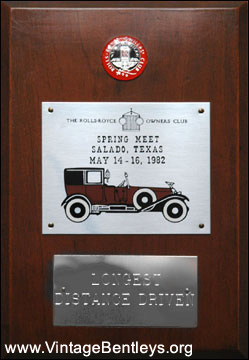 THE ROLLS-ROYCE OWNERS CLUB
SPRING MEET
SALADO, TEXAS
MAY 14-16, 1982
LONGEST
DISTANCE DRIVEN
www.VintageBentleys.org